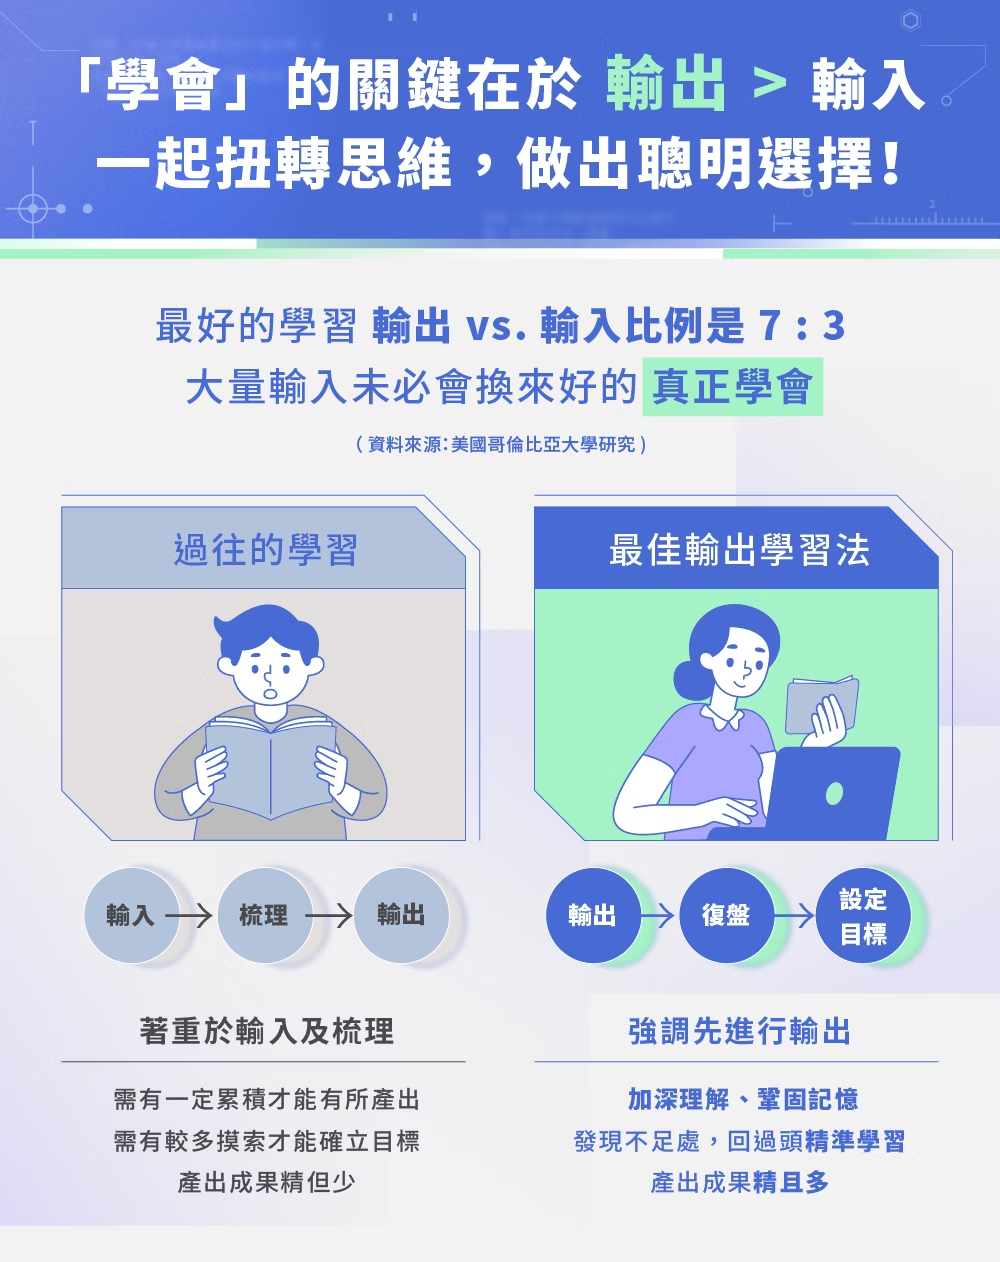 「學會」的關鍵在於 輸出 > 輸入
一起扭轉思維，做出聰明選擇！
最好的學習 輸出 vs. 輸入比例是 7：3
大量輸入未必會換來好的 真正學會
（資料來源：美國哥倫比亞大學研究）
過往的學習
輸入
梳理
輸出
著重於輸入及梳理
需有一定累積才能有所產出
需有較多摸索才能確立目標
產出成果精但少
最佳輸出學習法
輸出
復盤
設定
目標
強調先進行輸出
加深理解、鞏固記憶
發現不足處，回過頭精準學習
產出成果精且多
2